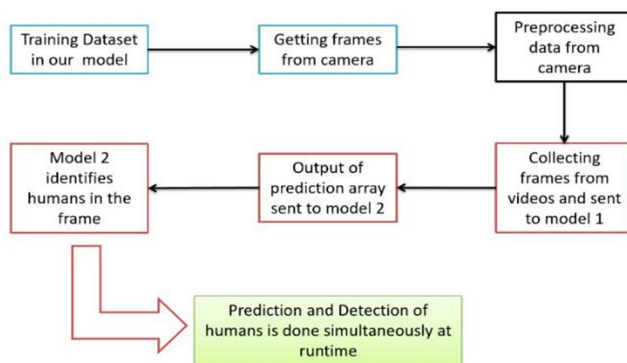 Training Dataset
in our model
Getting frames
from camera
Preprocessing
data from
camera
Collecting
frames from
videos and sent
to model 1
Output of
prediction array
sent to model 2
Model 2
identifies
humans in the
frame
Prediction and Detection of
humans is done simultaneously at
runtime